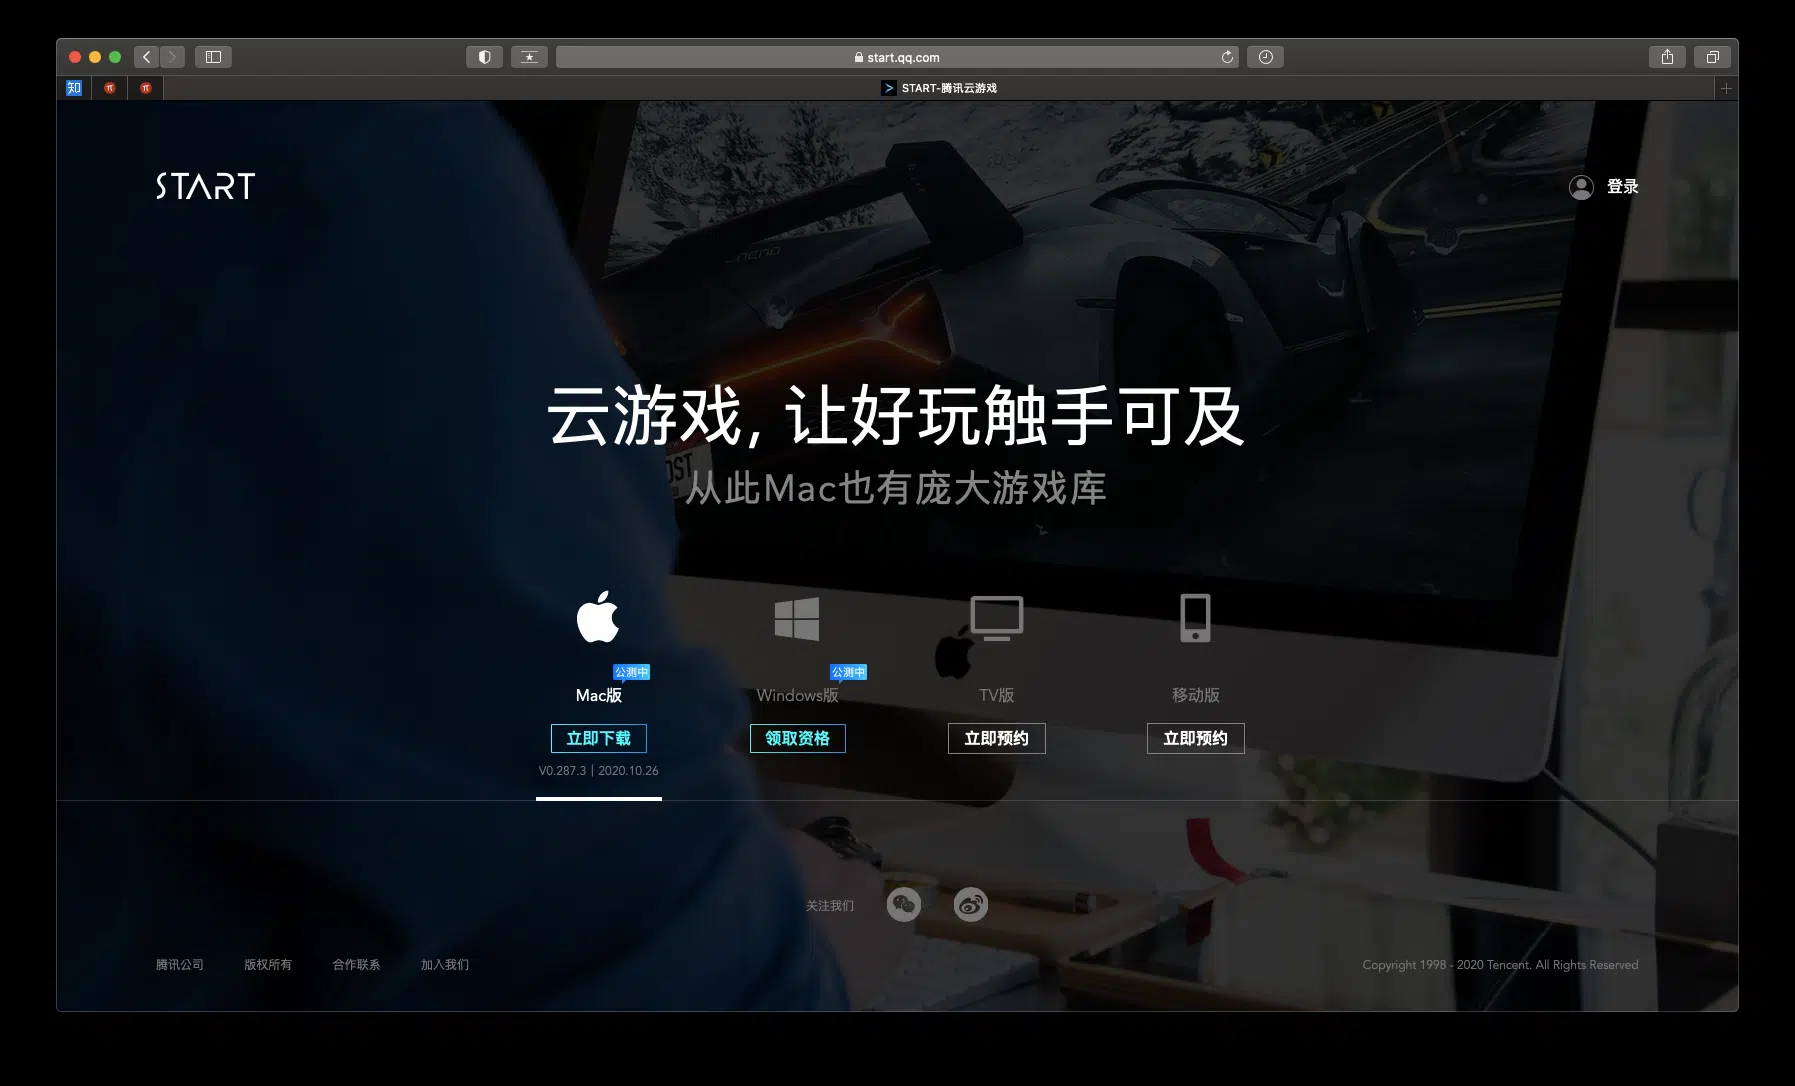 start.qq.com
知
START-腾讯云游戏
START
登录
云游戏, 让好玩触手可及
从此Mac也有庞大游戏库
公测中
公测中
Mac版
Windows版
TV版
移动版
立即下载
领取资格
立即预约
立即预约
V0.287.3 | 2020.10.26
关注我们
腾讯公司
版权所有
合作联系
加入我们
Copyright 1998 - 2020 Tencent. All Rights Reserved